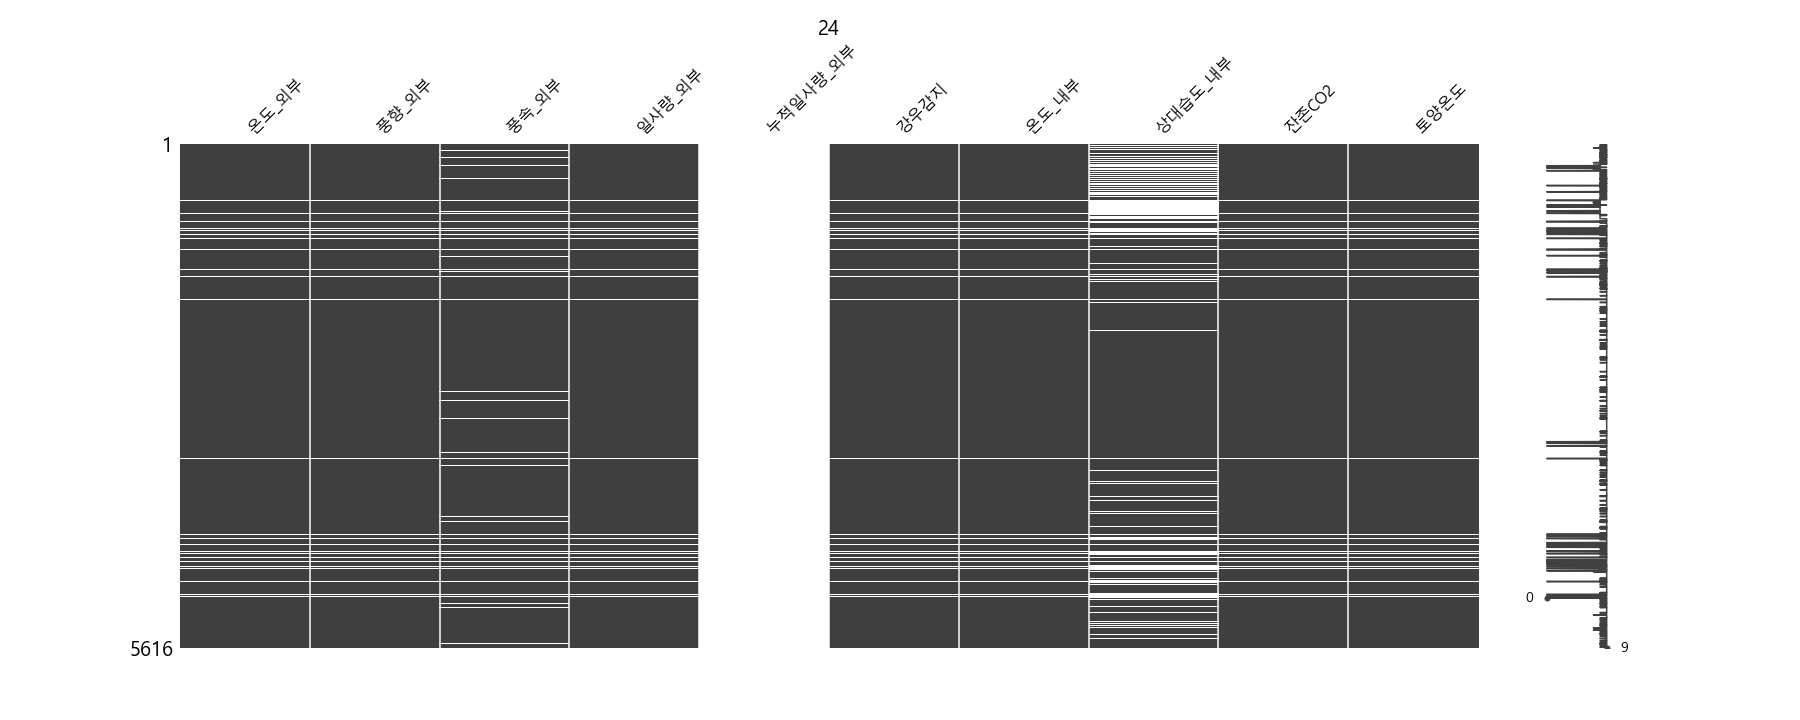 24
온도_외부
풍향_외부
풍속_외부
일사량_외부
누적일사량_외부
강우감지
온도_내부
상대습도_내부
잔존CO2
토양온도
1
0
5616
9